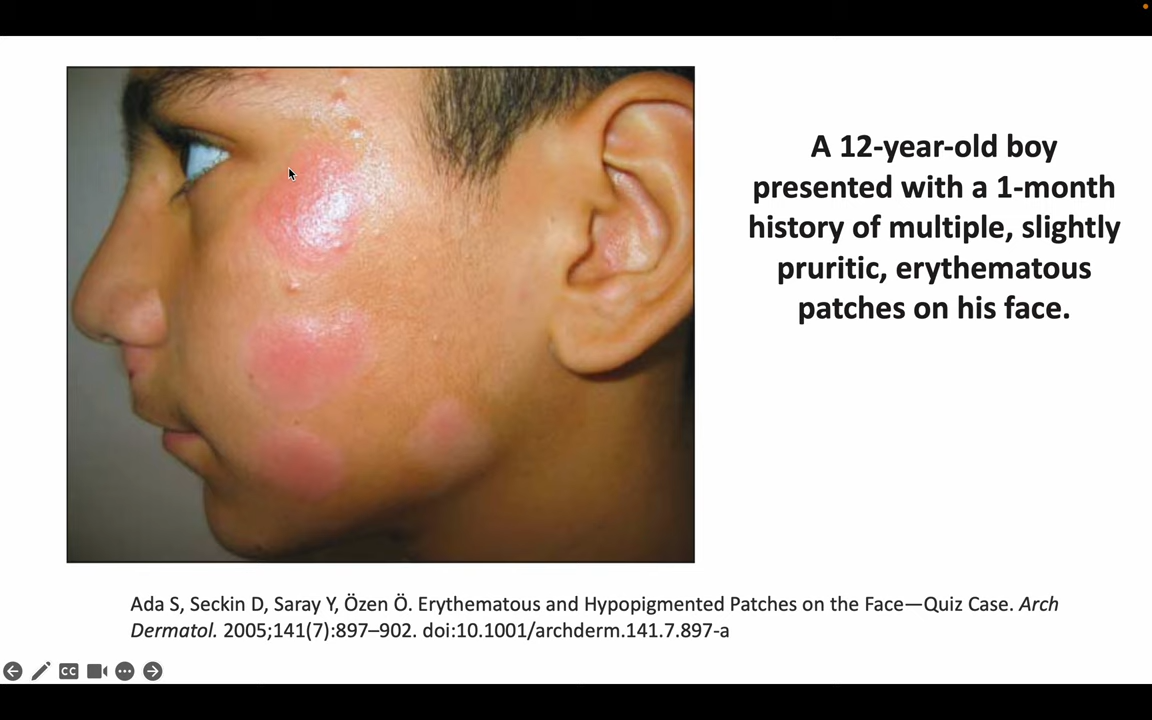 A 12-year-old boy
presented with a 1-month
history of multiple, slightly
pruritic, erythematous
patches on his face.
Ada S, Seckin D, Saray Y, Özen Ö. Erythematous and Hypopigmented Patches on the Face—Quiz Case. Arch
Dermatol. 2005;141(7):897–902. doi:10.1001/archderm.141.7.897-a
CC